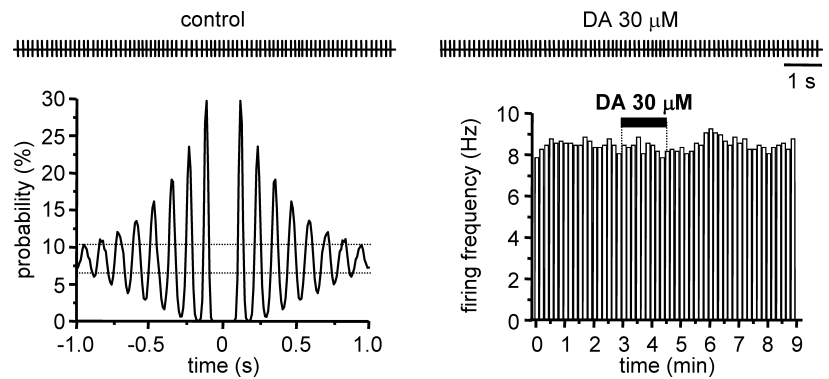 control
DA 30 µM
1 s
probability (%)
30
25
20
15
10
5
0
-1.0 -0.5 0 0.5 1.0
time (s)
DA 30 µM
firing frequency (Hz)
10
8
6
4
2
0
0 1 2 3 4 5 6 7 8 9
time (min)